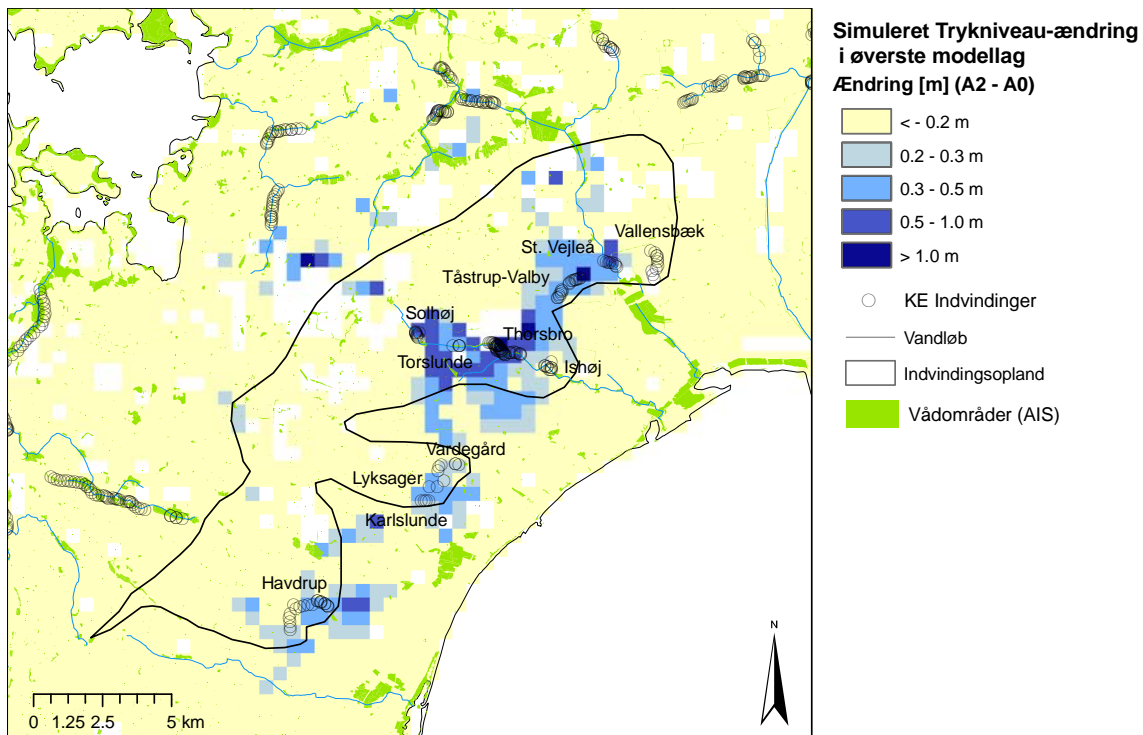 Simuleret Trykniveau-ændring
i øverste modellag
Ændring [m] (A2 - A0)
< - 0.2 m
0.2 - 0.3 m
0.3 - 0.5 m
0.5 - 1.0 m
> 1.0 m
KE Indvindinger
Vandløb
Indvindingsopland
Vådområder (AIS)
Vallensbæk
St. Vejleå
Tåstrup-Valby
Solhøj
Thorsbro
Torslunde
Ishøj
Vardegård
Lyksager
Karlslunde
Havdrup
N
0 1.25 2.5 5 km